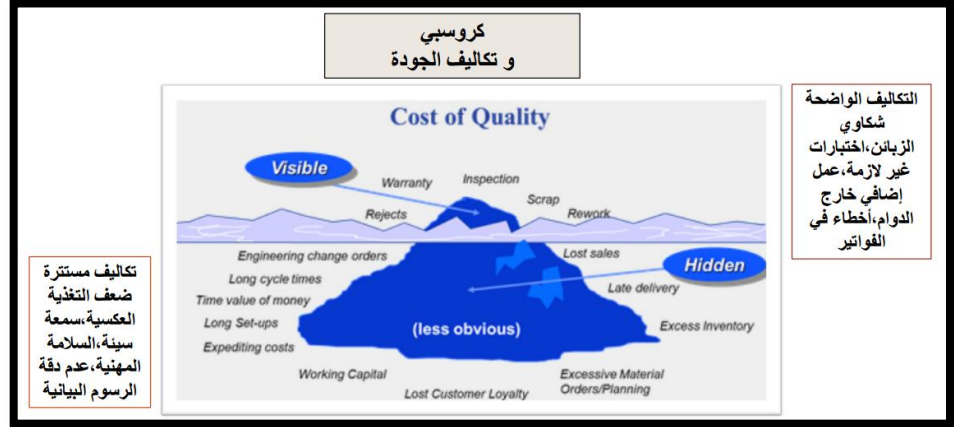 كروسبي
و تكاليف الجودة
التكاليف الواضحة
شكاوي
الزبائن،اختبارات
غير لازمة،عمل
إضافي خارج
الدوام،أخطاء في
الفواتير
Cost of Quality
Visible
Warranty
Inspection
Scrap
Rejects
Rework
Engineering change orders
Lost sales
Long cycle times
Hidden
Time value of money
Late delivery
Long Set-ups
(less obvious)
Excess Inventory
Expediting costs
Working Capital
Excessive Material
Orders/Planning
Lost Customer Loyalty
تكاليف مستترة
ضعف التغذية
العكسية،سمعة
سيئة،السلامة
المهنية،عدم دقة
الرسوم البيانية